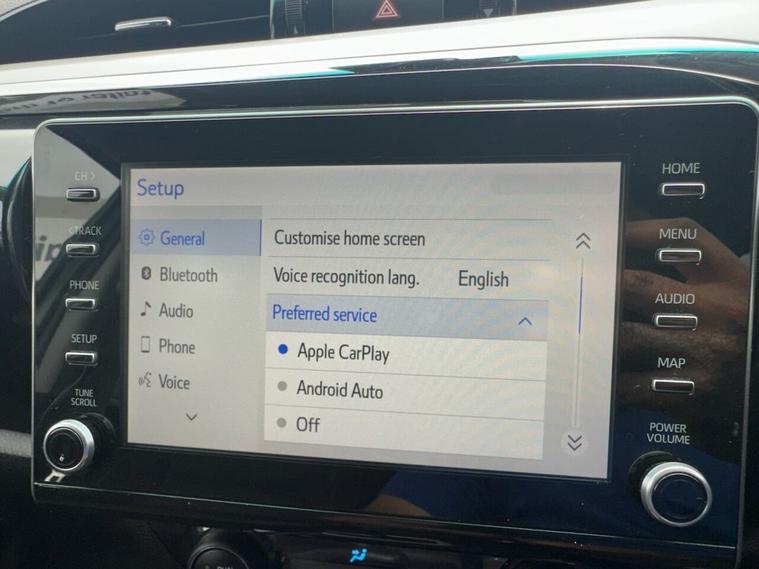 Setup
General
Bluetooth
Audio
Phone
Voice
Customise home screen
Voice recognition lang. English
Preferred service
Apple CarPlay
Android Auto
Off
CH >
< TRACK
PHONE
SETUP
TUNE
SCROLL
HOME
MENU
AUDIO
MAP
POWER
VOLUME